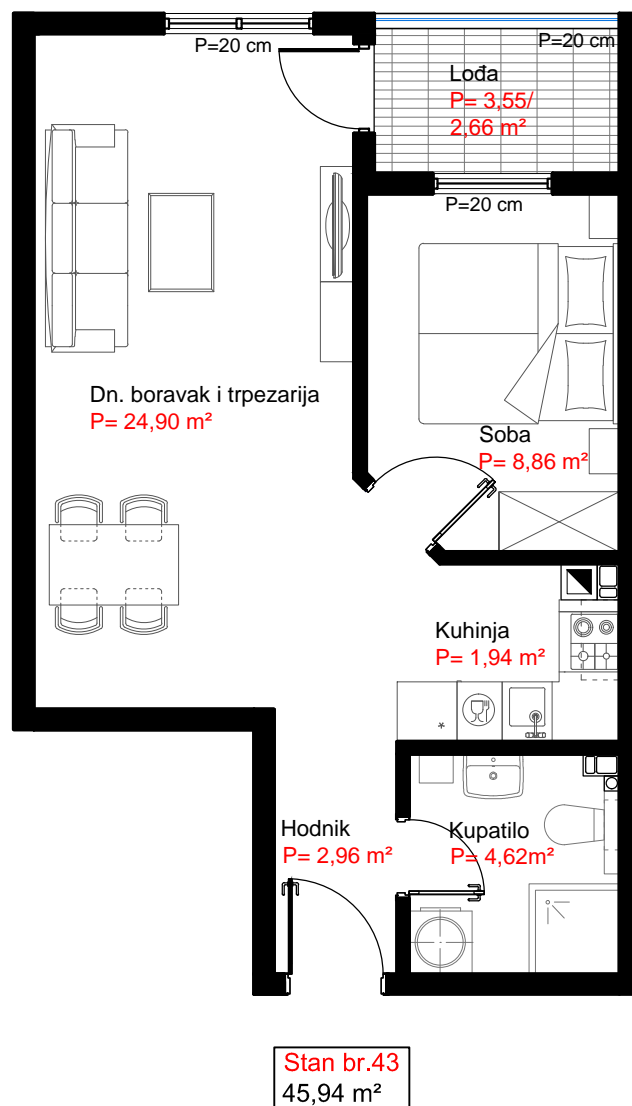 P=20 cm
P=20 cm
Lođa
P= 3,55/
2,66 m²
P=20 cm
Dn. boravak i trpezarija
P= 24,90 m²
Soba
P= 8,86 m²
Kuhinja
P= 1,94 m²
*
Hodnik
P= 2,96 m²
Kupatilo
P= 4,62m²
Stan br.43
45,94 m²